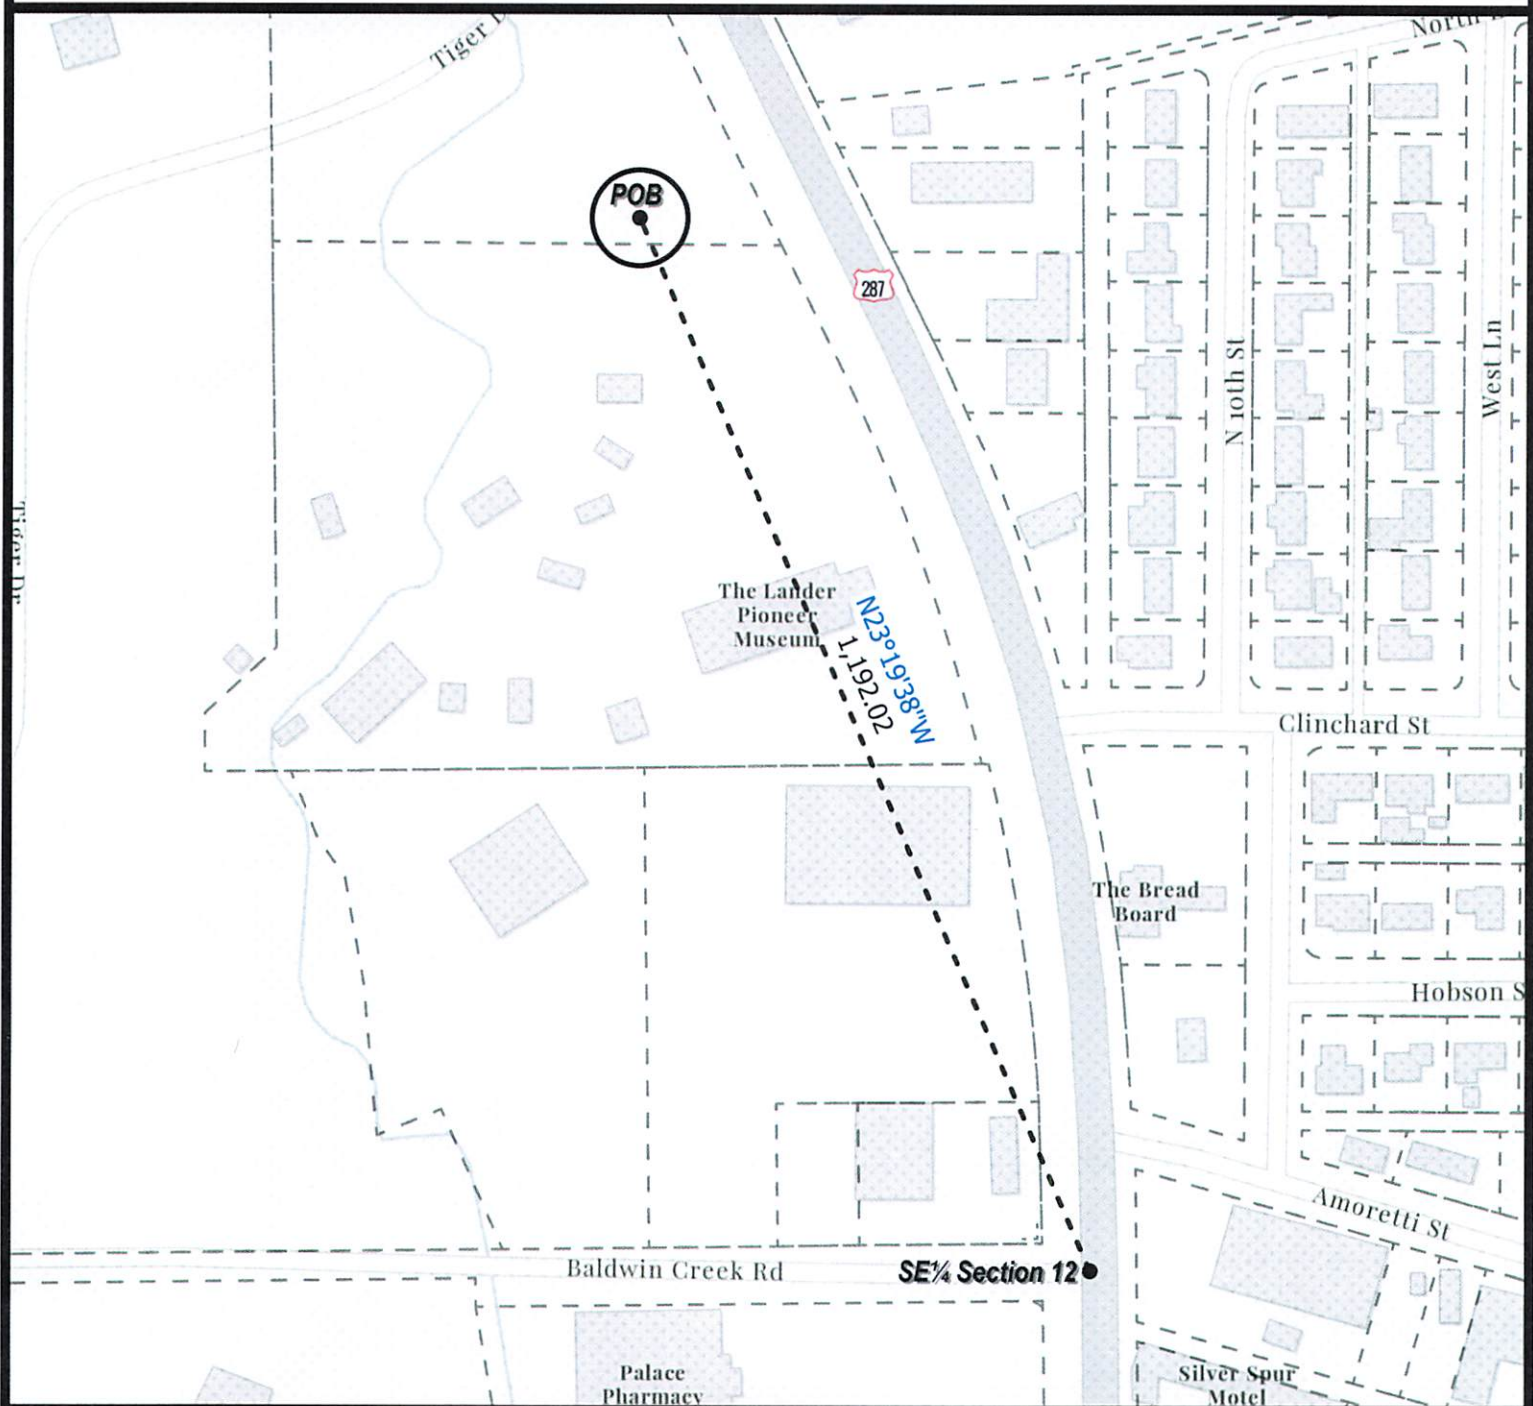 North
Tiger
POB
287
N 10th St
West Ln
Tiger Dr
The Lander
Pioneer
Museum
N23°19'38"W
1,192.02
Clinchard St
The Bread
Board
Hobson S
Amoretti St
Baldwin Creek Rd
SE¼ Section 12
Palace
Pharmacy
Silver Spur
Motel